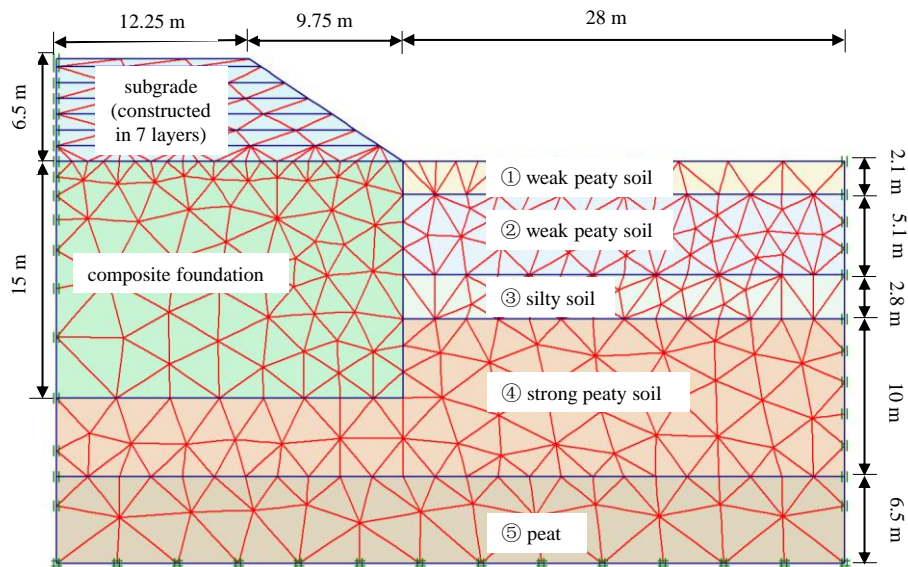 12.25 m
9.75 m
28 m
6.5 m
subgrade
(constructed
in 7 layers)
15 m
composite foundation
① weak peaty soil
② weak peaty soil
③ silty soil
④ strong peaty soil
⑤ peat
2.1 m
5.1 m
2.8 m
10 m
6.5 m